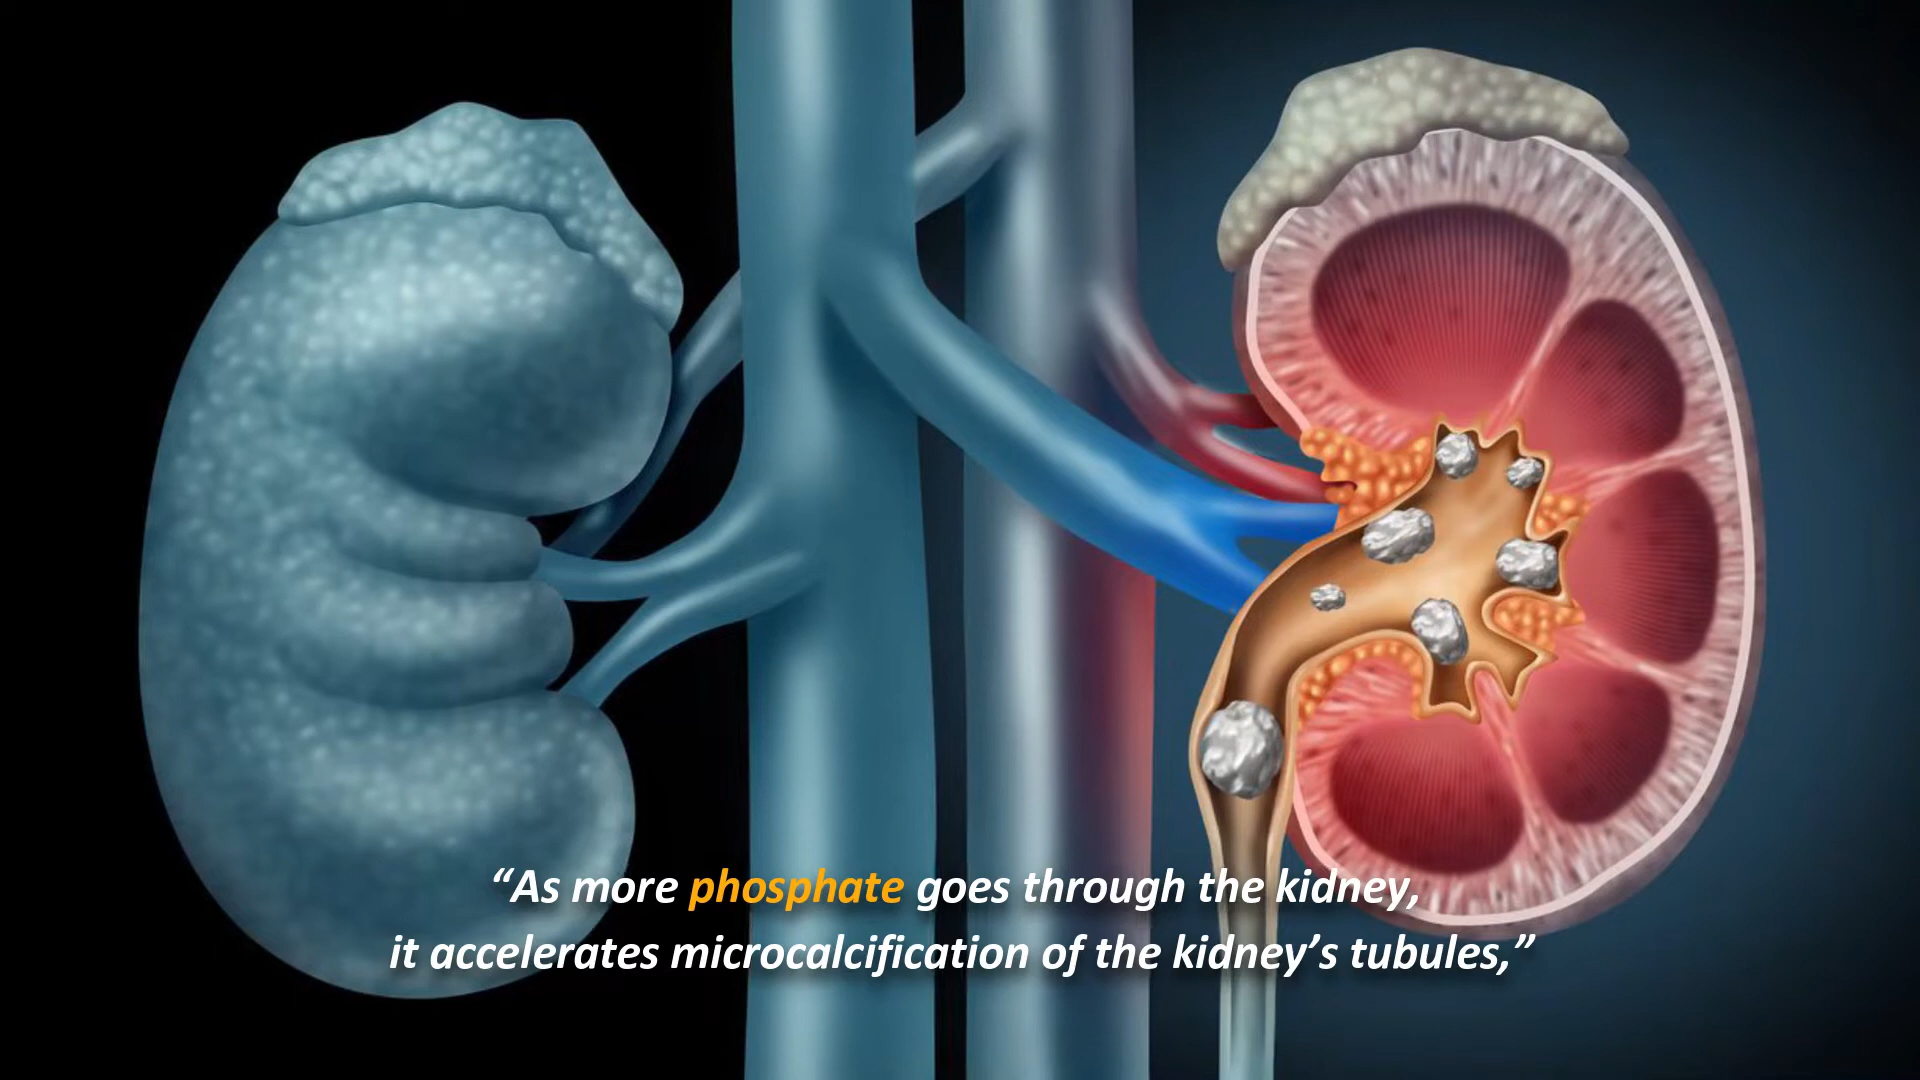 “As more phosphate goes through the kidney,
it accelerates microcalcification of the kidney’s tubules,”